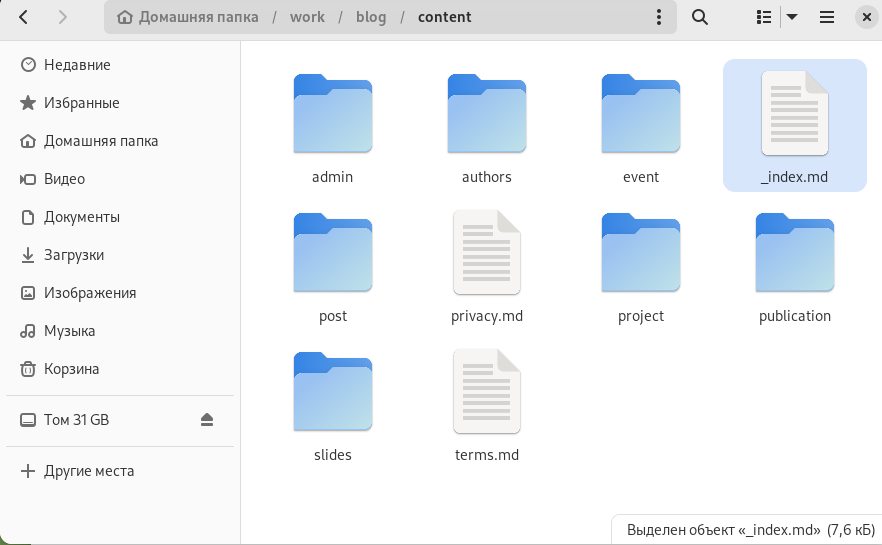 Домашняя папка / work / blog / content
Недавние
Избранные
Домашняя папка
Видео
Документы
Загрузки
Изображения
Музыка
Корзина
Том 31 GB
Другие места
admin
authors
event
_index.md
post
privacy.md
project
publication
slides
terms.md
Выделен объект «_index.md» (7,6 кБ)